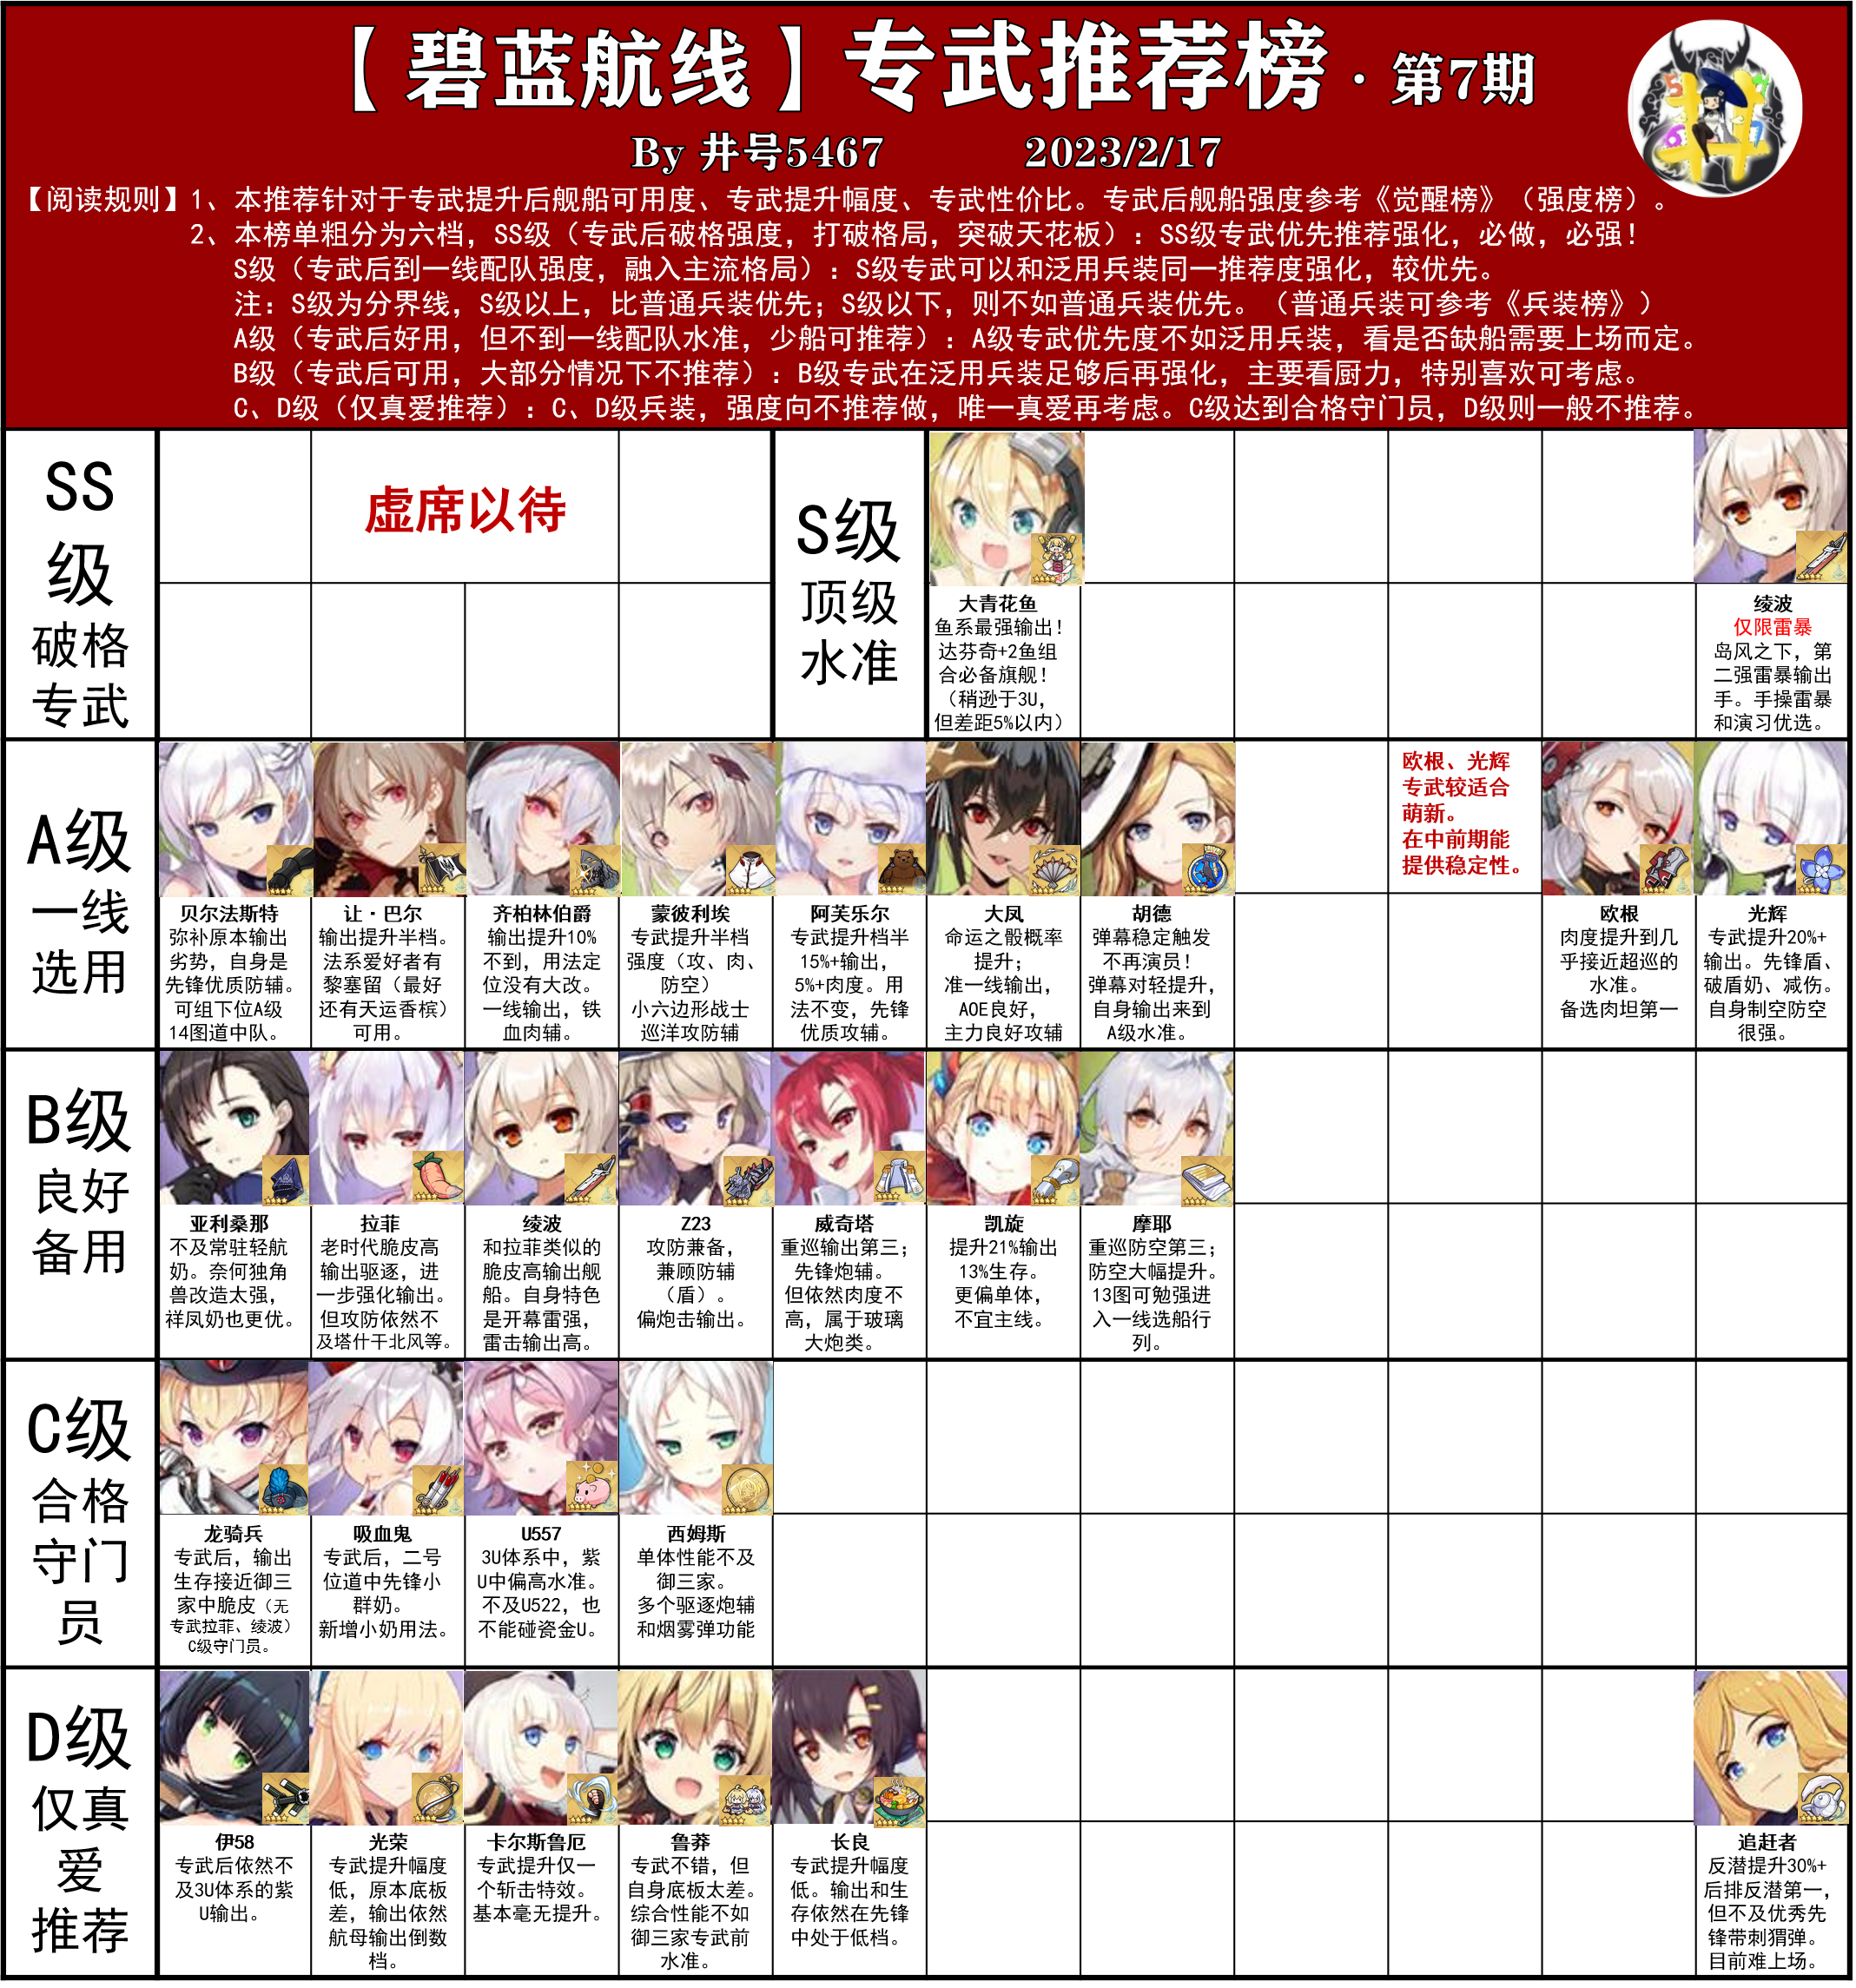 【碧蓝航线】专武推荐榜 · 第7期
By 井号5467 2023/2/17
【阅读规则】1、本推荐针对于专武提升后舰船可用度、专武提升幅度、专武性价比。专武后舰船强度参考《觉醒榜》（强度榜）。
2、本榜单粗分为六档，SS级（专武后破格强度，打破格局，突破天花板）：SS级专武优先推荐强化，必做，必强！
S级（专武后到一线配队强度，融入主流格局）：S级专武可以和泛用兵装同一推荐度强化，较优先。
注：S级为分界线，S级以上，比普通兵装优先；S级以下，则不如普通兵装优先。（普通兵装可参考《兵装榜》）
A级（专武后好用，但不到一线配队水准，少船可推荐）：A级专武优先度不如泛用兵装，看是否缺船需要上场而定。
B级（专武后可用，大部分情况下不推荐）：B级专武在泛用兵装足够后再强化，主要看厨力，特别喜欢可考虑。
C、D级（仅真爱推荐）：C、D级兵装，强度向不推荐做，唯一真爱再考虑。C级达到合格守门员，D级则一般不推荐。
SS
级
破格
专武
虚席以待
S级
顶级
水准
大青花鱼
鱼系最强输出！
达芬奇+2鱼组
合必备旗舰！
（稍逊于3U，
但差距5%以内）
绫波
仅限雷暴
岛风之下，第
二强雷暴输出
手。手操雷暴
和演习优选。
A级
一线
选用
贝尔法斯特
弥补原本输出
劣势，自身是
先锋优质防辅。
可组下位A级
14图道中队。
让·巴尔
输出提升半档。
法系爱好者有
黎塞留（最好
还有天运香槟）
可用。
齐柏林伯爵
输出提升10%
不到，用法定
位没有大改。
一线输出，铁
血肉辅。
蒙彼利埃
专武提升半档
强度（攻、肉、
防空）
小六边形战士
巡洋攻防辅
阿芙乐尔
专武提升档半
15%+输出，
5%+肉度。用
法不变，先锋
优质攻辅。
大凤
命运之骰概率
提升；
准一线输出，
AOE良好，
主力良好攻辅
胡德
弹幕稳定触发
不再演员！
弹幕对轻提升，
自身输出来到
A级水准。
欧根、光辉
专武较适合
萌新。
在中前期能
提供稳定性。
欧根
肉度提升到几
乎接近超巡的
水准。
备选肉坦第一
光辉
专武提升20%+
输出。先锋盾、
破盾奶、减伤。
自身制空防空
很强。
B级
良好
备用
亚利桑那
不及常驻轻航
奶。奈何独角
兽改造太强，
祥凤奶也更优。
拉菲
老时代脆皮高
输出驱逐，进
一步强化输出。
但攻防依然不
及塔什干北风等。
绫波
和拉菲类似的
脆皮高输出舰
船。自身特色
是开幕雷强，
雷击输出高。
Z23
攻防兼备，
兼顾防辅
（盾）。
偏炮击输出。
威奇塔
重巡输出第三；
先锋炮辅。
但依然肉度不
高，属于玻璃
大炮类。
凯旋
提升21%输出
13%生存。
更偏单体，
不宜主线。
摩耶
重巡防空第三；
防空大幅提升。
13图可勉强进
入一线选船行
列。
C级
合格
守门
员
龙骑兵
专武后，输出
生存接近御三
家中脆皮（无
专武拉菲、绫波）
C级守门员。
吸血鬼
专武后，二号
位道中先锋小
群奶。
新增小奶用法。
U557
3U体系中，紫
U中偏高水准。
不及U522，也
不能碰瓷金U。
西姆斯
单体性能不及
御三家。
多个驱逐炮辅
和烟雾弹功能
D级
仅真
爱
推荐
伊58
专武后依然不
及3U体系的紫
U输出。
光荣
专武提升幅度
低，原本底板
差，输出依然
航母输出倒数
档。
卡尔斯鲁厄
专武提升仅一
个斩击特效。
基本毫无提升。
鲁莽
专武不错，但
自身底板太差。
综合性能不如
御三家专武前
水准。
长良
专武提升幅度
低。输出和生
存依然在先锋
中处于低档。
追赶者
反潜提升30%+
后排反潜第一，
但不及优秀先
锋带刺猬弹。
目前难上场。